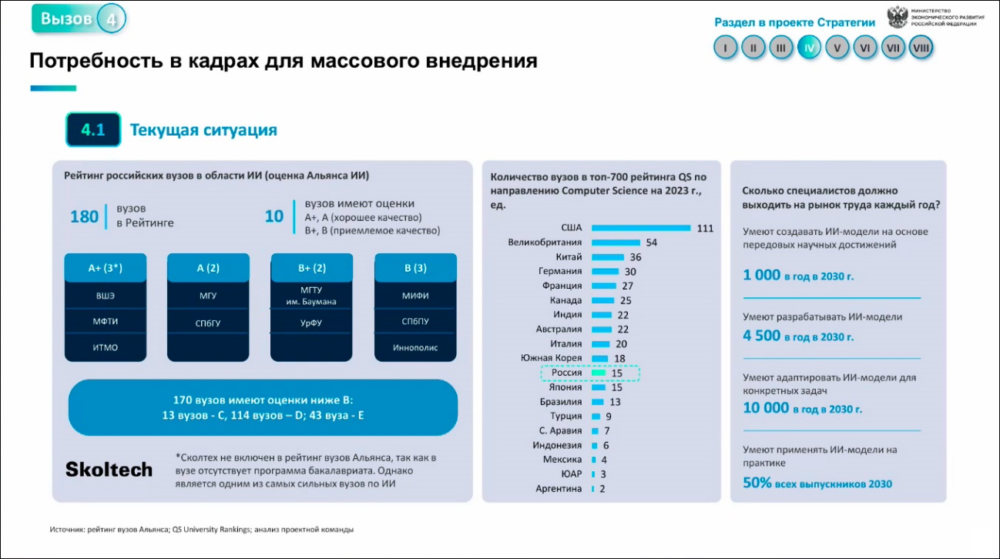 Вызов 4
Раздел в проекте Стратегии
МИНИСТЕРСТВО
ЭКОНОМИЧЕСКОГО РАЗВИТИЯ
РОССИЙСКОЙ ФЕДЕРАЦИИ
I II III IV V VI VII VIII
Потребность в кадрах для массового внедрения
4.1 Текущая ситуация
Рейтинг российских вузов в области ИИ (оценка Альянса ИИ)
180 вузов
в Рейтинге
10 вузов имеют оценки
А+, А (хорошее качество)
В+, В (приемлемое качество)
А+ (3*)
ВШЭ
МФТИ
ИТМО
А (2)
МГУ
СПбГУ
В+ (2)
МГТУ
им. Баумана
УрФУ
В (3)
МИФИ
СПбПУ
Иннополис
170 вузов имеют оценки ниже В:
13 вузов - С, 114 вузов – D; 43 вуза - Е
Skoltech
*Сколтех не включен в рейтинг вузов Альянса, так как в
вузе отсутствует программа бакалавриата. Однако
является одним из самых сильных вузов по ИИ
Количество вузов в топ-700 рейтинга QS по
направлению Computer Science на 2023 г.,
ед.
США 111
Великобритания 54
Китай 36
Германия 30
Франция 27
Канада 25
Индия 22
Австралия 22
Италия 20
Южная Корея 18
Россия 15
Япония 15
Бразилия 13
Турция 9
С. Аравия 7
Индонезия 6
Мексика 4
ЮАР 3
Аргентина 2
Сколько специалистов должно
выходить на рынок труда каждый год?
Умеют создавать ИИ-модели на основе
передовых научных достижений
1 000 в год в 2030 г.
Умеют разрабатывать ИИ-модели
4 500 в год в 2030 г.
Умеют адаптировать ИИ-модели для
конкретных задач
10 000 в год в 2030 г.
Умеют применять ИИ-модели на
практике
50% всех выпускников 2030
Источник: рейтинг вузов Альянса; QS University Rankings; анализ проектной команды